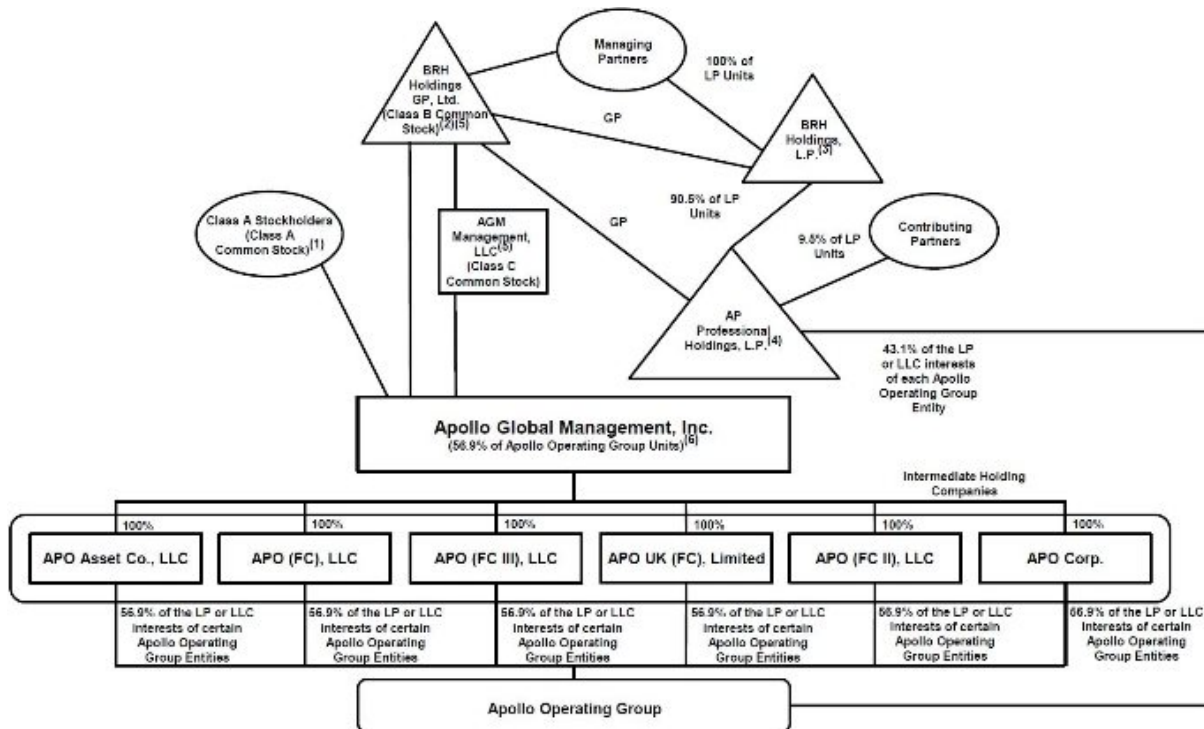 Managing
Partners
100% of
LP Units
BRH
Holdings
GP, Ltd.
(Class B Common
Stock)(2)(5)
GP
BRH
Holdings,
L.P.(3)
90.5% of LP
Units
Class A Stockholders
(Class A
Common Stock)(1)
AGM
Management,
LLC(5)
(Class C
Common Stock)
GP
9.5% of LP
Units
Contributing
Partners
AP
Professional
Holdings, L.P.(4)
43.1% of the LP
or LLC interests
of each Apollo
Operating Group
Entity
Apollo Global Management, Inc.
(56.9% of Apollo Operating Group Units)(6)
Intermediate Holding
Companies
100%
100%
100%
100%
100%
100%
APO Asset Co., LLC
APO (FC), LLC
APO (FC III), LLC
APO UK (FC), Limited
APO (FC II), LLC
APO Corp.
56.9% of the LP or LLC
Interests of certain
Apollo Operating
Group Entities
56.9% of the LP or LLC
Interests of certain
Apollo Operating
Group Entities
56.9% of the LP or LLC
Interests of certain
Apollo Operating
Group Entities
56.9% of the LP or LLC
Interests of certain
Apollo Operating
Group Entities
56.9% of the LP or LLC
Interests of certain
Apollo Operating
Group Entities
56.9% of the LP or LLC
Interests of certain
Apollo Operating
Group Entities
Apollo Operating Group